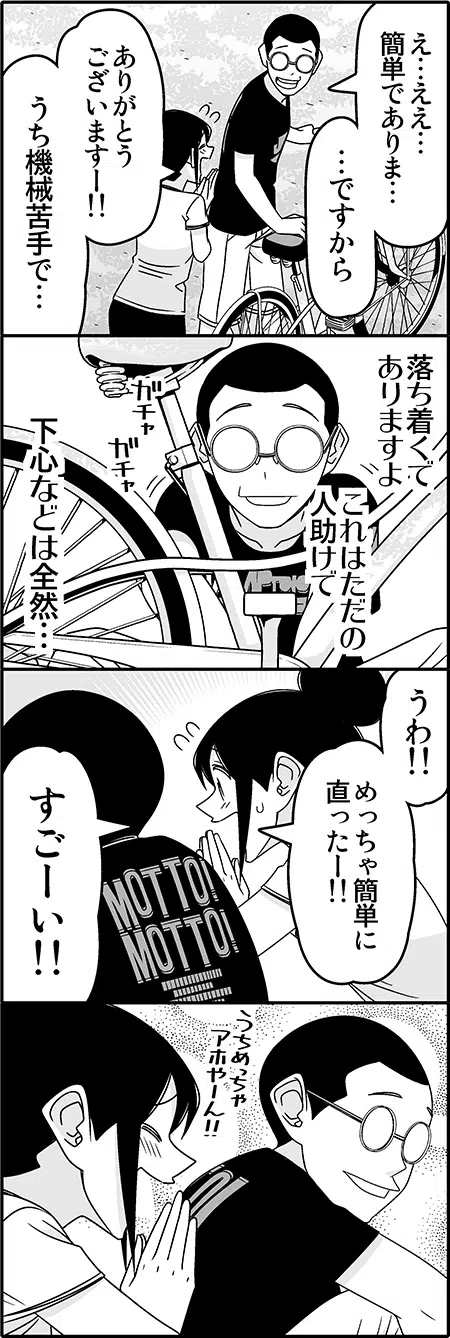 え…ええ…
簡単でありま…
…ですから
ありがとう
ございますー!!
うち機械苦手で…
落ち着くで
ありますよ
これはただの
人助けで
ガチャ
ガチャ
下心などは全然…
うわ!!
めっちゃ簡単に
直ったー!!
すごーい!!
MOTTO!
MOTTO!
うちめっちゃ
アホやーん!!